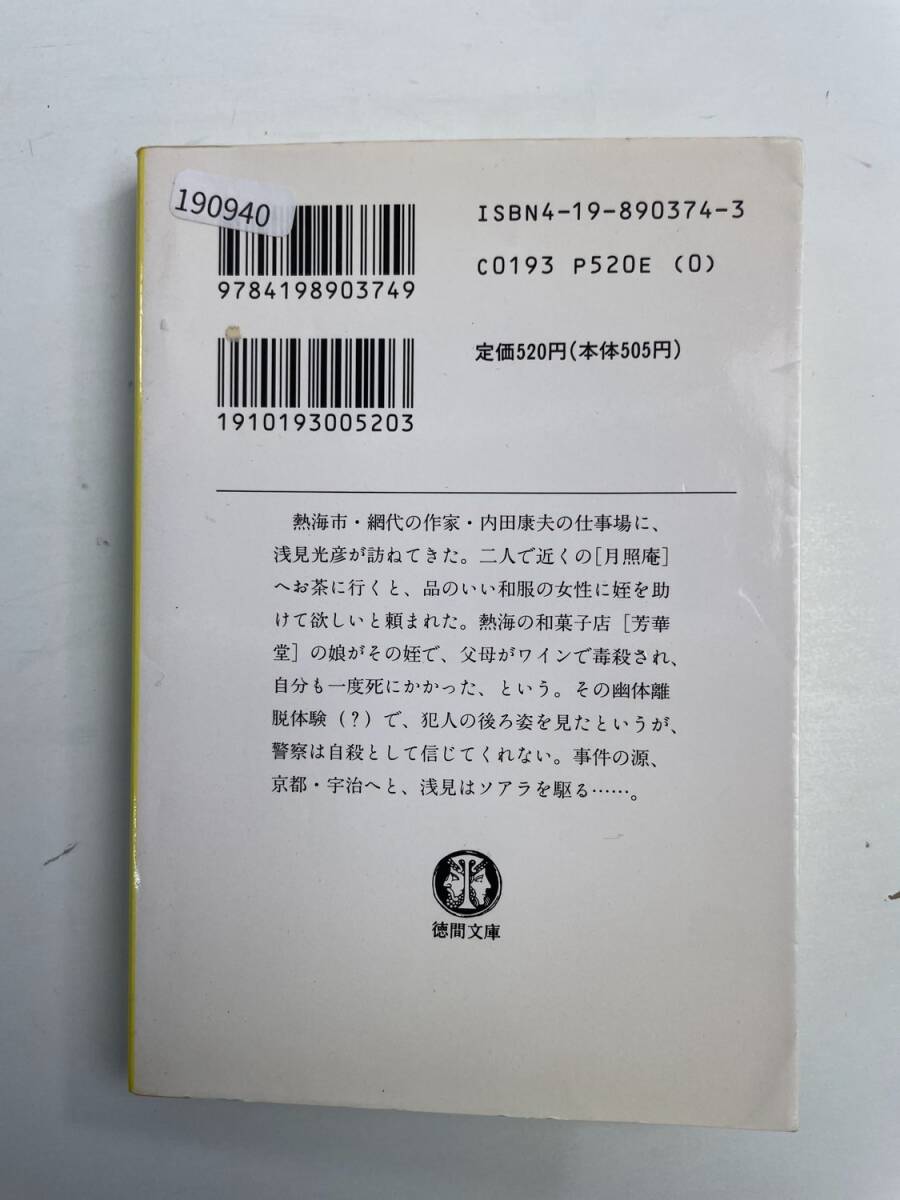 190940
ISBN4-19-890374-3
9784198903749
C0193 P520E (0)
定価520円(本体505円)
1910193005203
熱海市・網代の作家・内田康夫の仕事場に、
浅見光彦が訪ねてきた。二人で近くの[月照庵]
へお茶に行くと、品のいい和服の女性に姪を助
けて欲しいと頼まれた。熱海の和菓子店［芳華
堂］の娘がその姪で、父母がワインで毒殺され、
自分も一度死にかかった、という。その幽体離
脱体験（？）で、犯人の後ろ姿を見たというが、
警察は自殺として信じてくれない。事件の源、
京都・宇治へと、浅見はソアラを駆る……。
徳間文庫